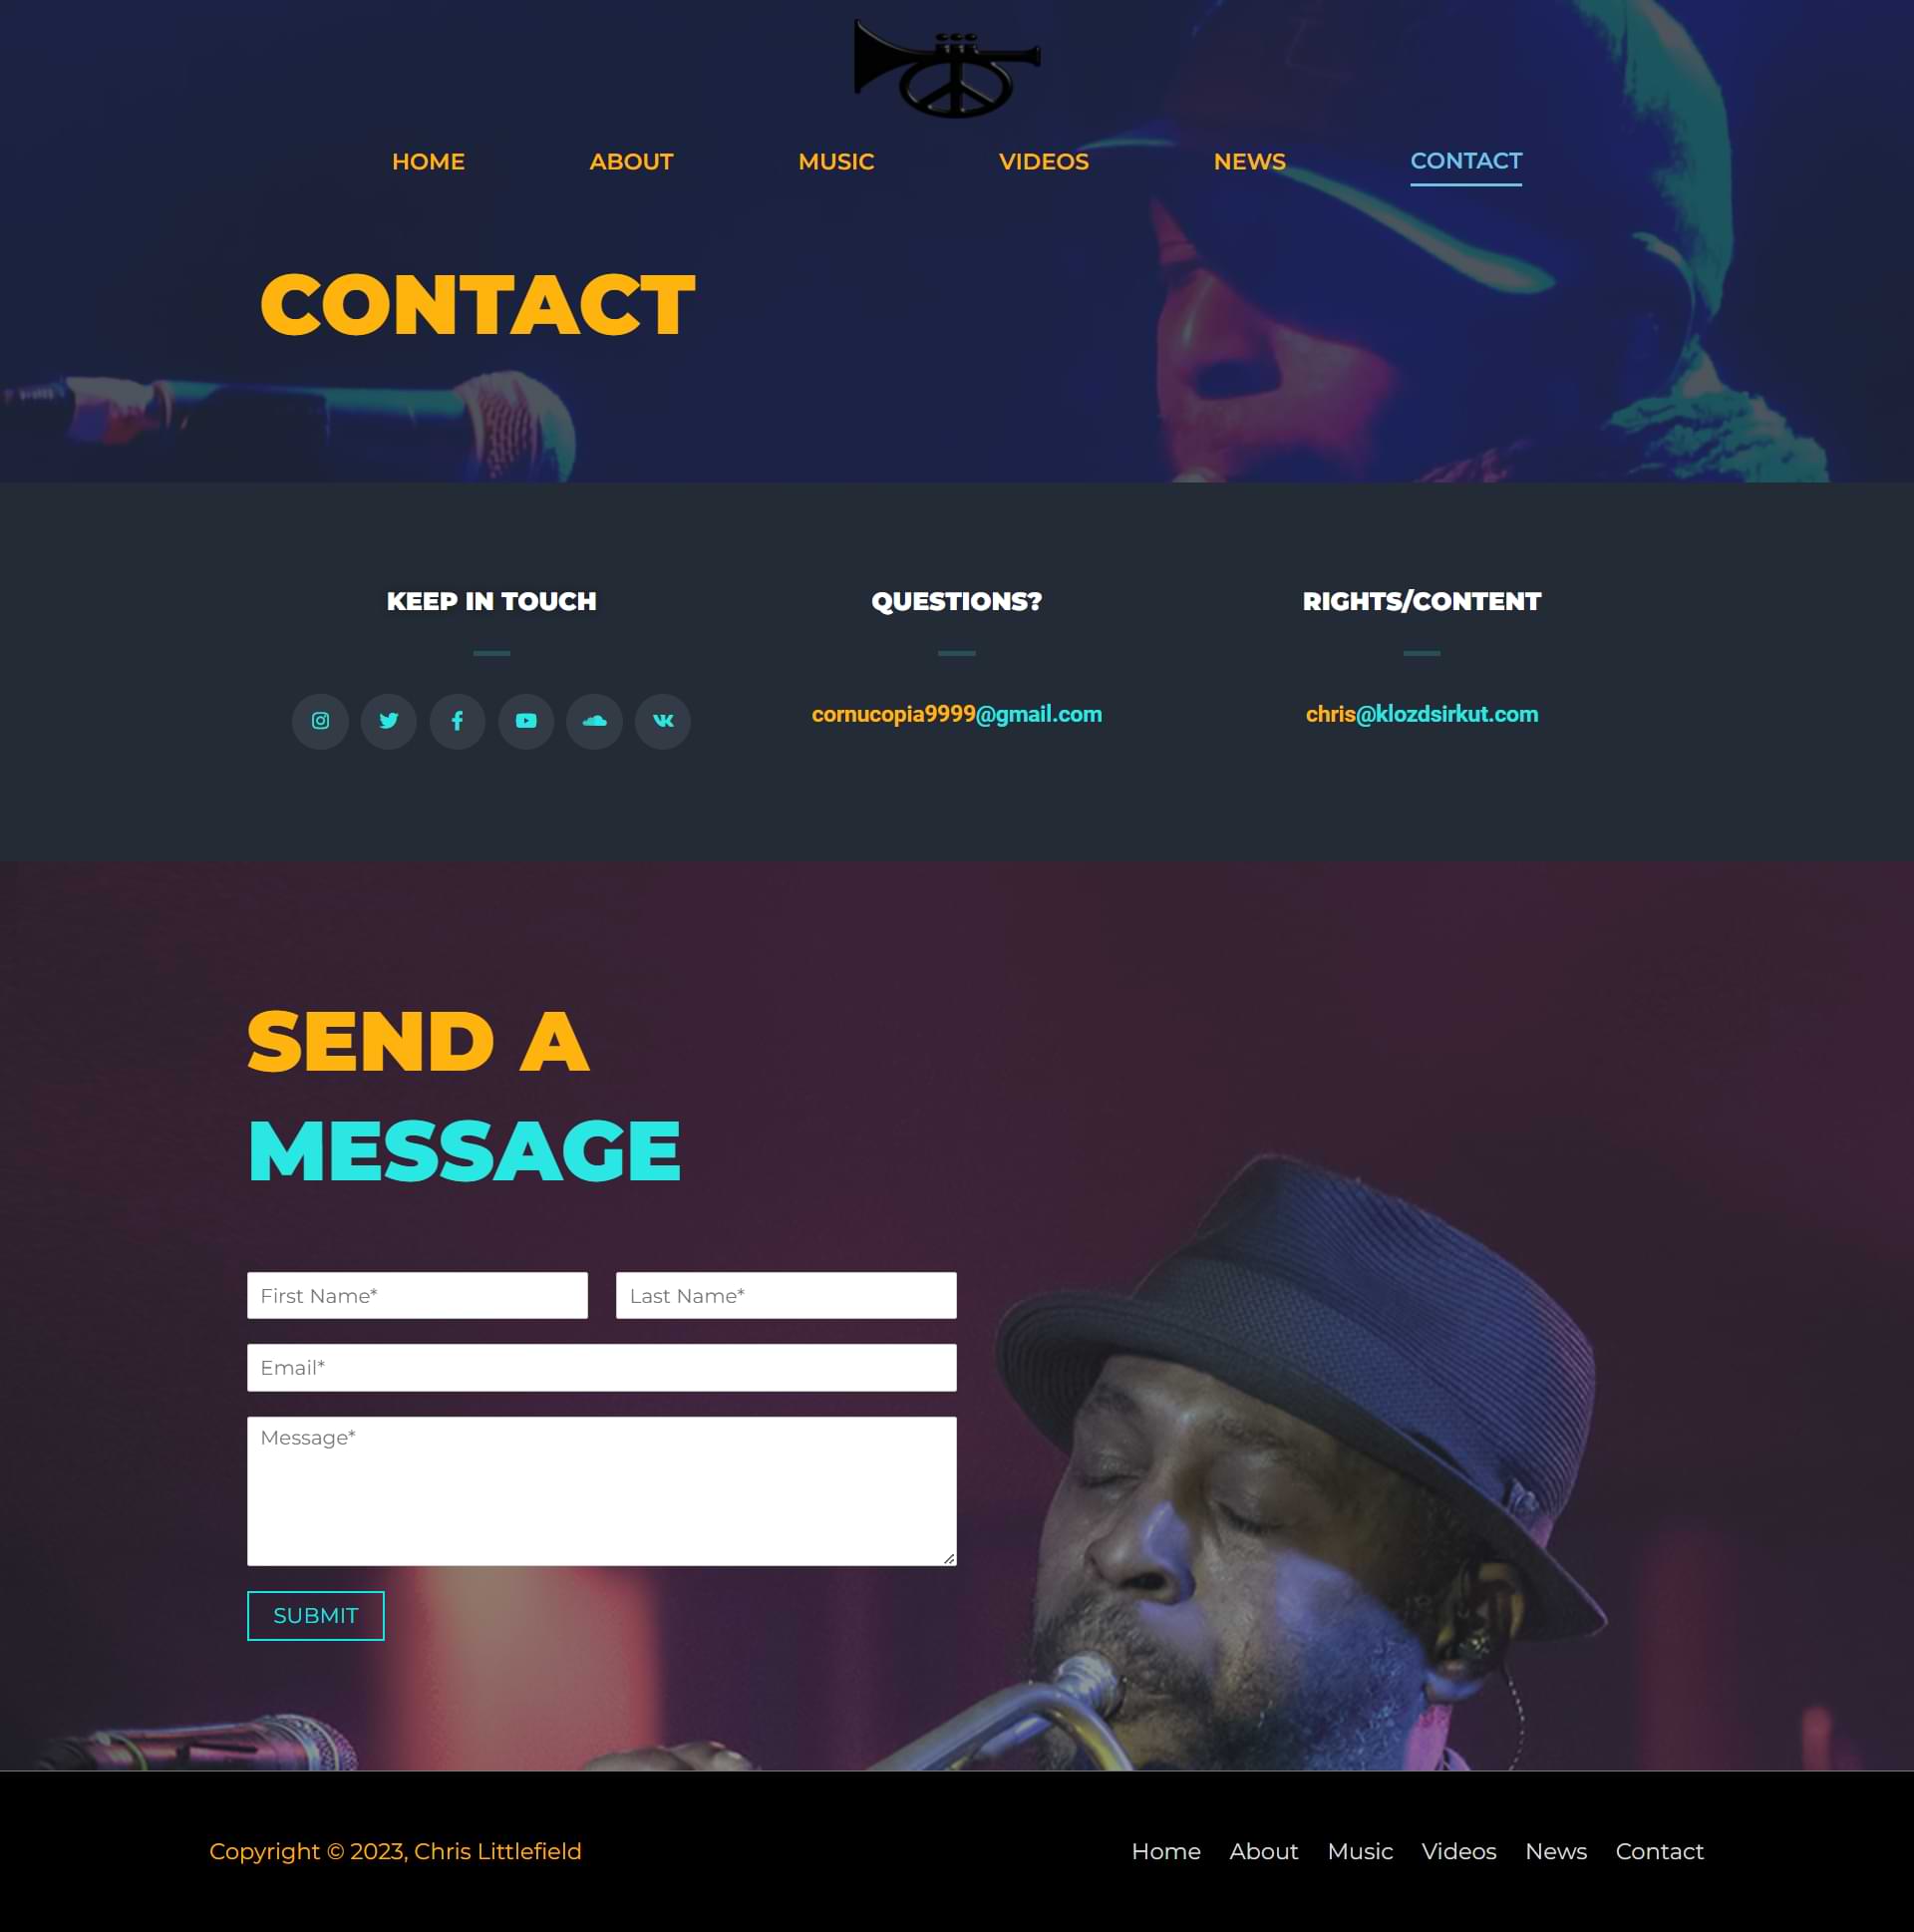 HOME ABOUT MUSIC VIDEOS NEWS CONTACT
CONTACT
KEEP IN TOUCH
QUESTIONS?
cornucopia9999@gmail.com
RIGHTS/CONTENT
chris@klozdsirkut.com
SEND A
MESSAGE
First Name* Last Name*
Email*
Message*
SUBMIT
Copyright © 2023, Chris Littlefield
Home About Music Videos News Contact